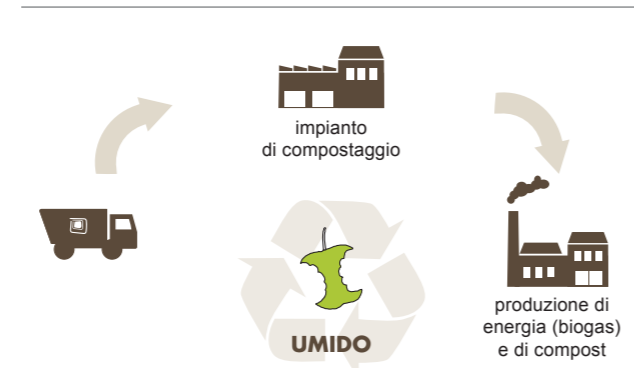 impianto
di compostaggio
UMIDO
produzione di
energia (biogas)
e di compost